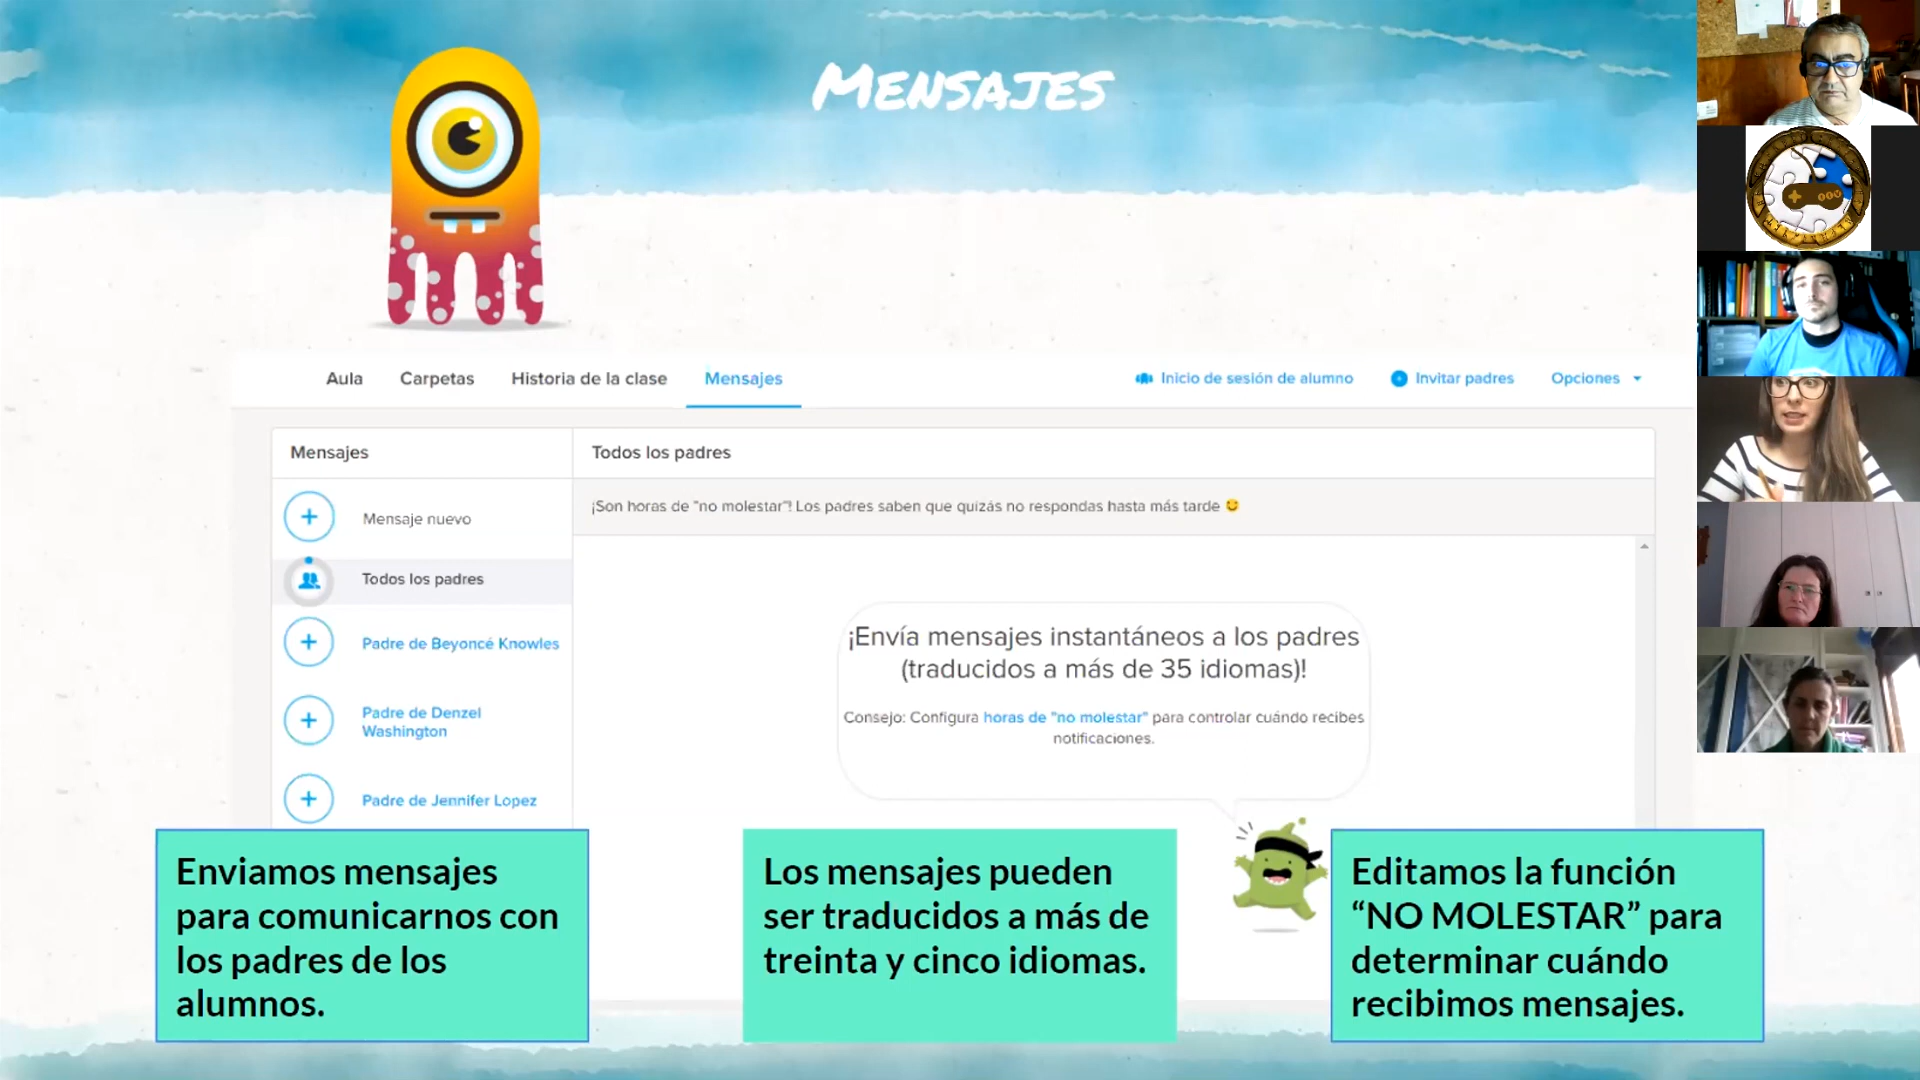 MENSAJES
Aula
Carpetas
Historia de la clase
Mensajes
Inicio de sesión de alumno
Invitar padres
Opciones
Mensajes
Todos los padres
Mensaje nuevo
¡Son horas de "no molestar"! Los padres saben que quizás no respondas hasta más tarde
Todos los padres
Padre de Beyoncé Knowles
Padre de Denzel
Washington
Padre de Jennifer Lopez
¡Envía mensajes instantáneos a los padres
(traducidos a más de 35 idiomas)!
Consejo: Configura horas de "no molestar" para controlar cuándo recibes
notificaciones.
Enviamos mensajes
para comunicarnos con
los padres de los
alumnos.
Los mensajes pueden
ser traducidos a más de
treinta y cinco idiomas.
Editamos la función
“NO MOLESTAR” para
determinar cuándo
recibimos mensajes.